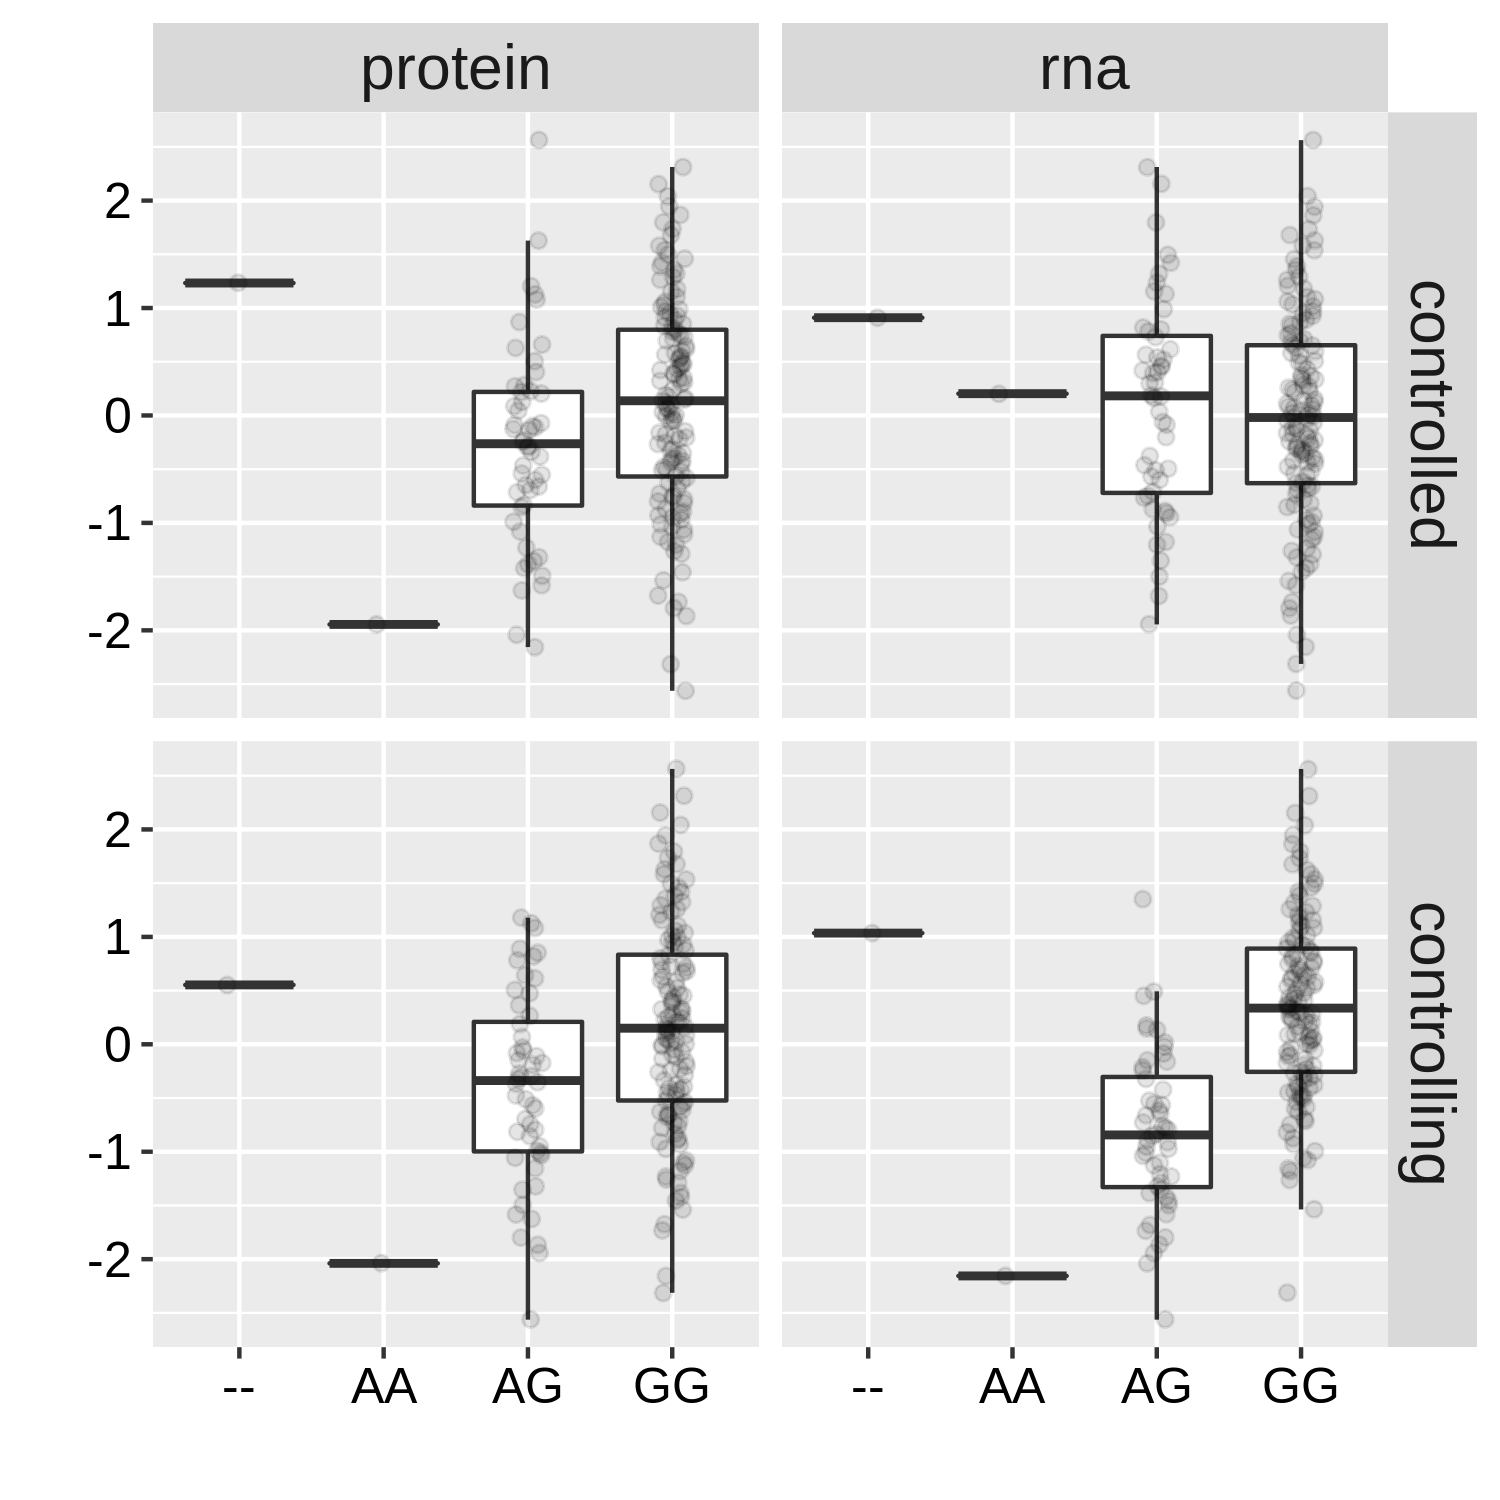 protein rna
2
1
0
-1
-2
controlled
2
1
0
-1
-2
controlling
-- AA AG GG -- AA AG GG